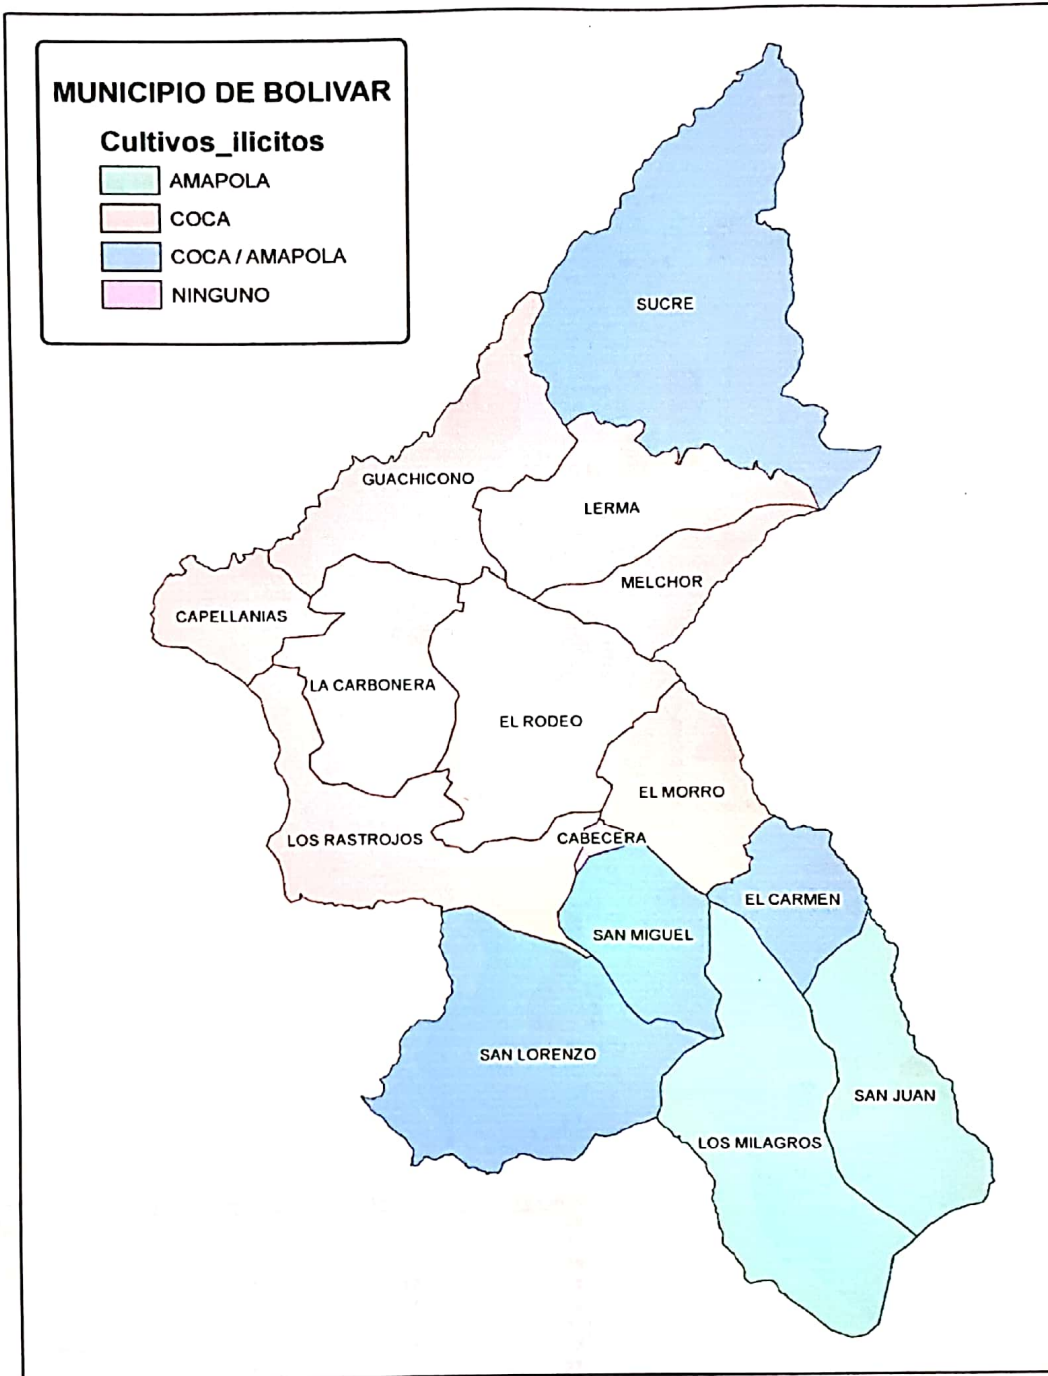 MUNICIPIO DE BOLIVAR
Cultivos_ilicitos
AMAPOLA
COCA
COCA / AMAPOLA
NINGUNO
SUCRE
GUACHICONO
LERMA
MELCHOR
CAPELLANIAS
LA CARBONERA
EL RODEO
EL MORRO
LOS RASTROJOS
CABECERA
EL CARMEN
SAN MIGUEL
SAN LORENZO
SAN JUAN
LOS MILAGROS